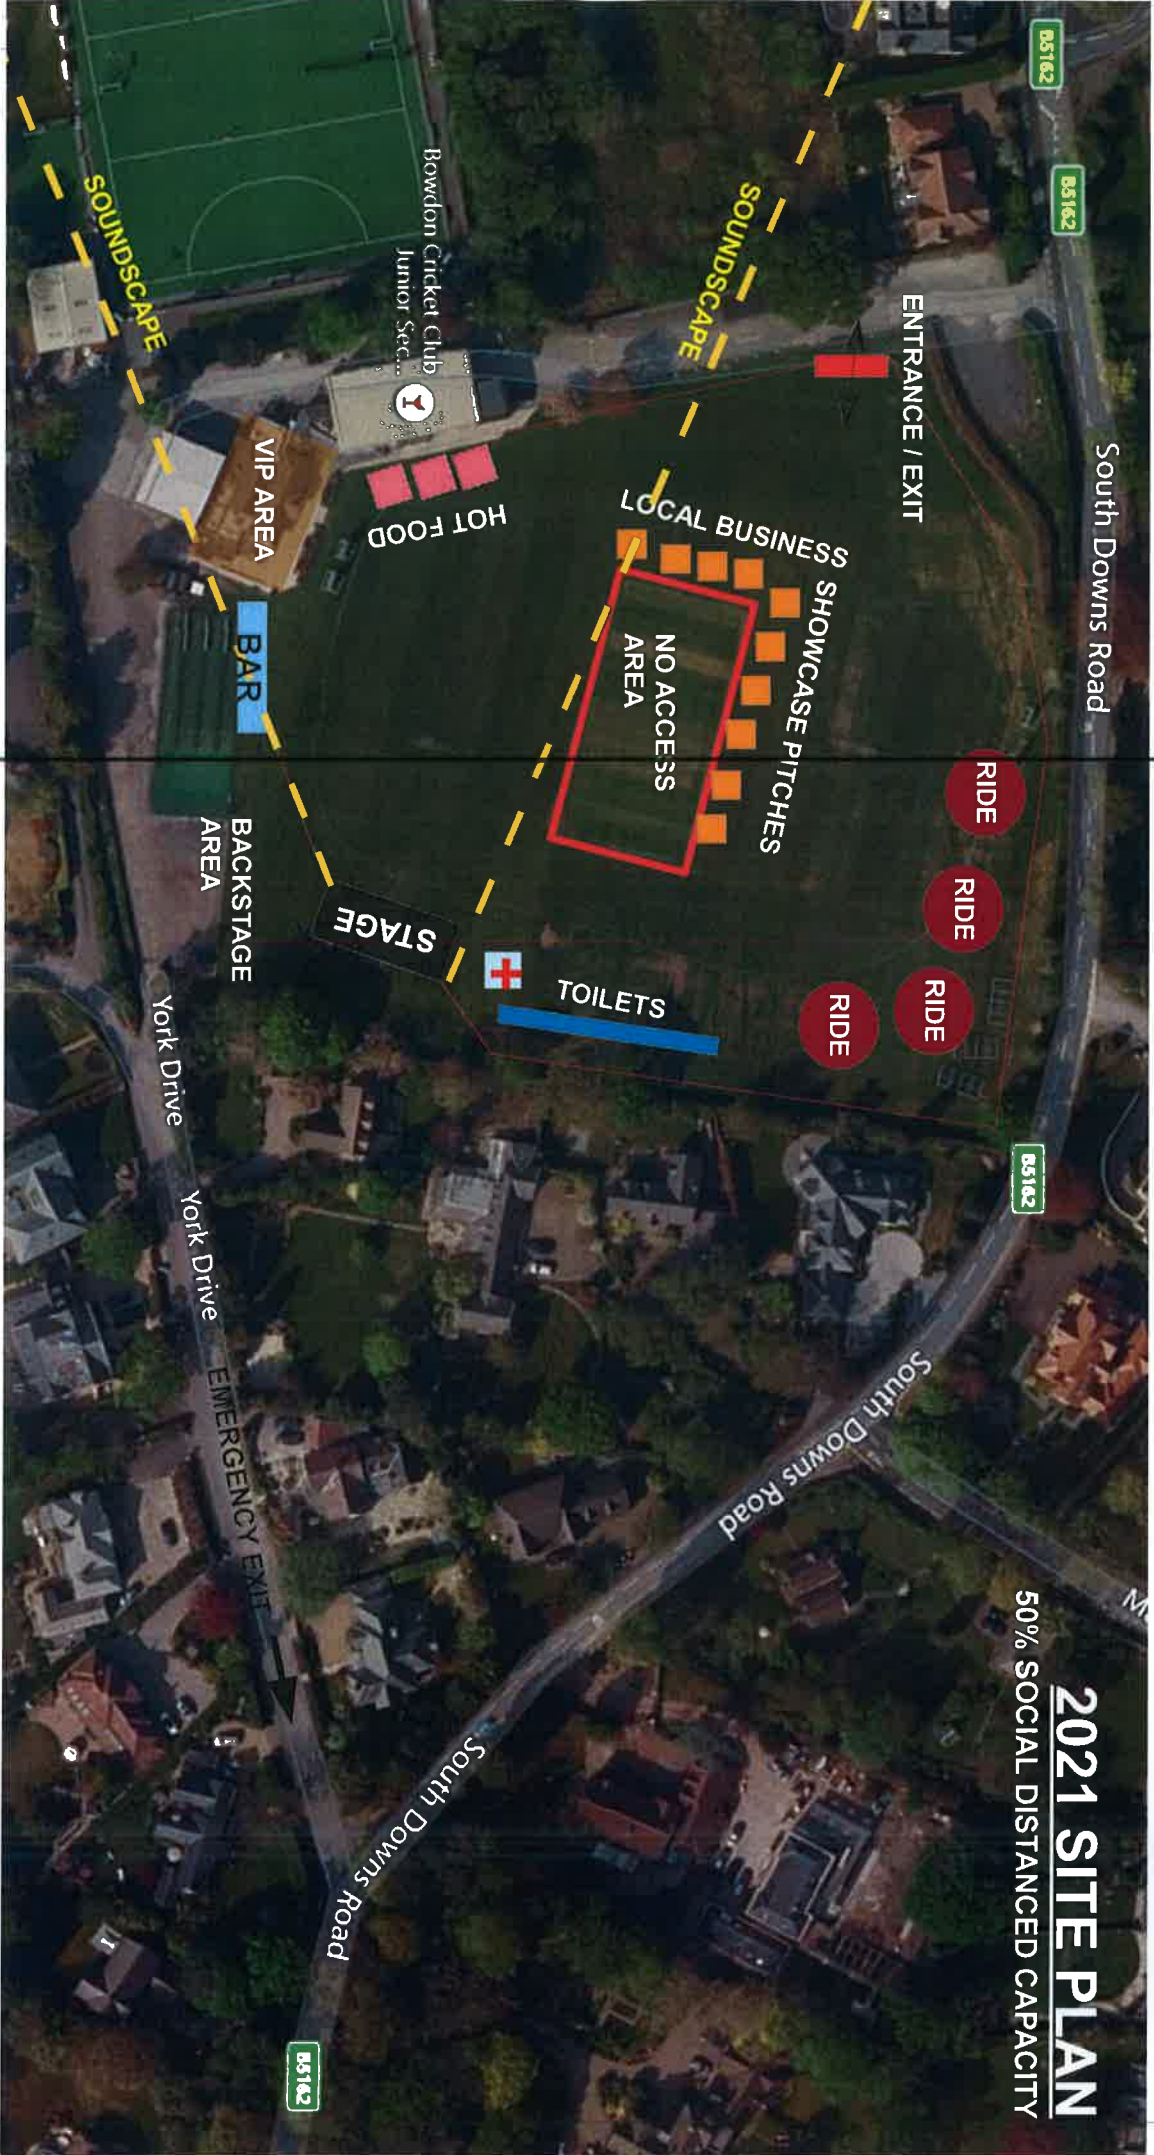 2021 SITE PLAN
50% SOCIAL DISTANCED CAPACITY
B5162
B5162
South Downs Road
ENTRANCE / EXIT
SOUNDSCAPE
Bowdon Cricket Club
Junior Sec...
SOUNDSCAPE
LOCAL BUSINESS
SHOWCASE PITCHES
NO ACCESS
AREA
HOT FOOD
VIP AREA
BAR
BACKSTAGE
AREA
STAGE
TOILETS
RIDE
RIDE
RIDE
RIDE
B5162
South Downs Road
York Drive
York Drive
EMERGENCY EXIT
South Downs Road
B5162